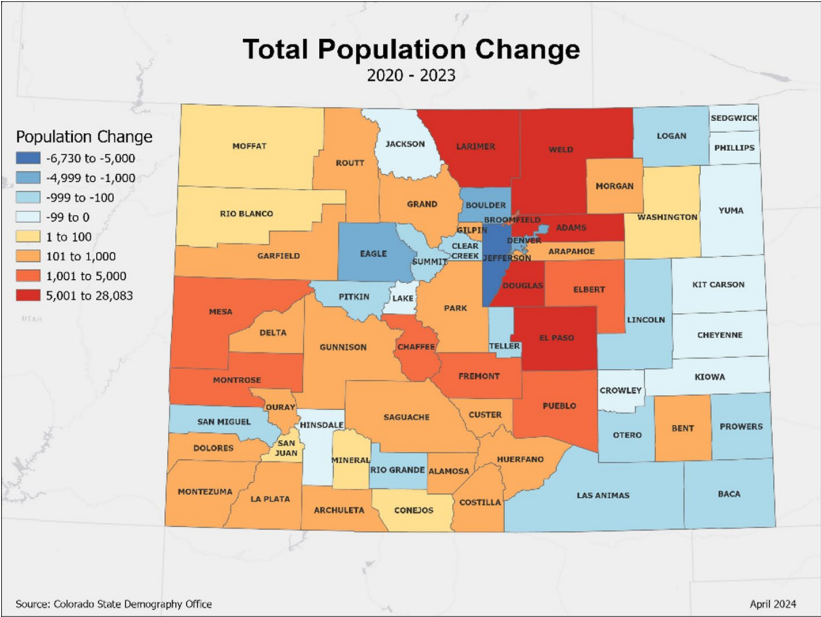 Total Population Change
2020 - 2023
Population Change
-6,730 to -5,000
-4,999 to -1,000
-999 to -100
-99 to 0
1 to 100
101 to 1,000
1,001 to 5,000
5,001 to 28,083
MOFFAT
ROUTT
JACKSON
LARIMER
WELD
LOGAN
SEDGWICK
PHILLIPS
RIO BLANCO
GRAND
BOULDER
MORGAN
WASHINGTON
YUMA
BROOMFIELD
GILPIN
ADAMS
DENVER
GARFIELD
EAGLE
SUMMIT
CLEAR
CREEK
JEFFERSON
ARAPAHOE
PITKIN
LAKE
PARK
DOUGLAS
ELBERT
KIT CARSON
MESA
DELTA
GUNNISON
CHAFFEE
TELLER
EL PASO
LINCOLN
CHEYENNE
UTAH
MONTROSE
FREMONT
CROWLEY
KIOWA
OURAY
SAGUACHE
CUSTER
PUEBLO
SAN MIGUEL
HINSDALE
OTERO
BENT
PROWERS
DOLORES
SAN
JUAN
MINERAL
RIO GRANDE
ALAMOSA
HUERFANO
MONTEZUMA
LA PLATA
ARCHULETA
CONEJOS
COSTILLA
LAS ANIMAS
BACA
Source: Colorado State Demography Office
April 2024